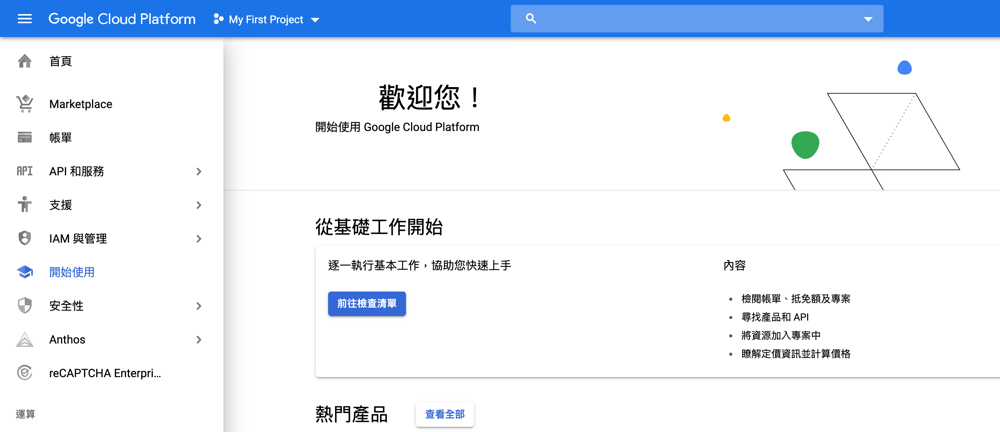 Google Cloud Platform My First Project
首頁
Marketplace
帳單
API API 和服務
支援
IAM 與管理
開始使用
安全性
Anthos
reCAPTCHA Enterpri...
運算
歡迎您！
開始使用 Google Cloud Platform
從基礎工作開始
逐一執行基本工作，協助您快速上手
前往檢查清單
內容
• 檢閱帳單、抵免額及專案
• 尋找產品和 API
• 將資源加入專案中
• 瞭解定價資訊並計算價格
熱門產品 查看全部